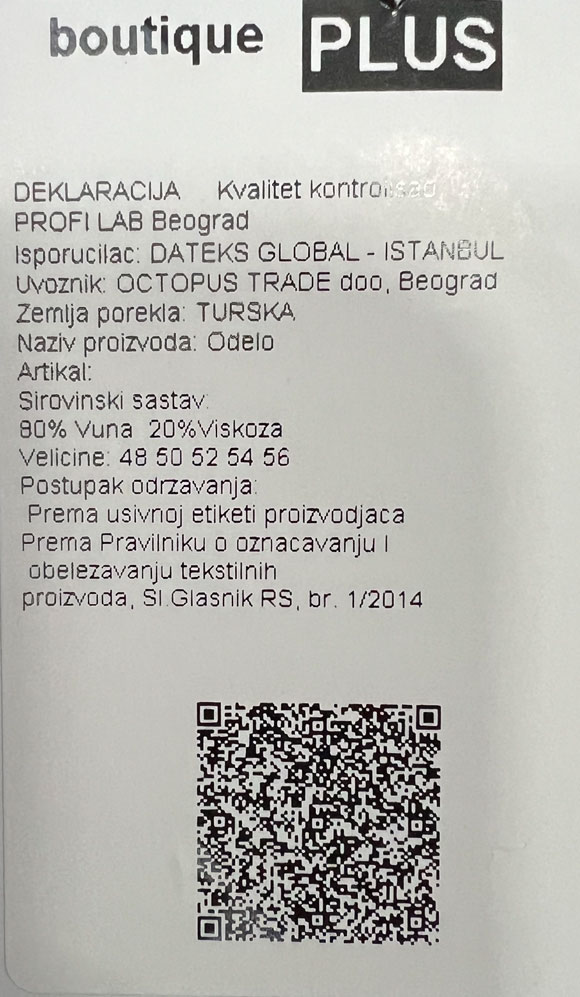 boutique PLUS
DEKLARACIJA Kvalitet kontrolisao
PROFI LAB Beograd
Isporucilac: DATEKS GLOBAL - ISTANBUL
Uvoznik: OCTOPUS TRADE doo, Beograd
Zemlja porekla: TURSKA
Naziv proizvoda: Odelo
Artikal:
Sirovinski sastav:
80% Vuna 20%Viskoza
Velicine: 48 50 52 54 56
Postupak odrzavanja:
Prema usivnoj etiketi proizvodjaca
Prema Pravilniku o oznacavanju I
obelezavanju tekstilnih
proizvoda, Sl.Glasnik RS, br. 1/2014